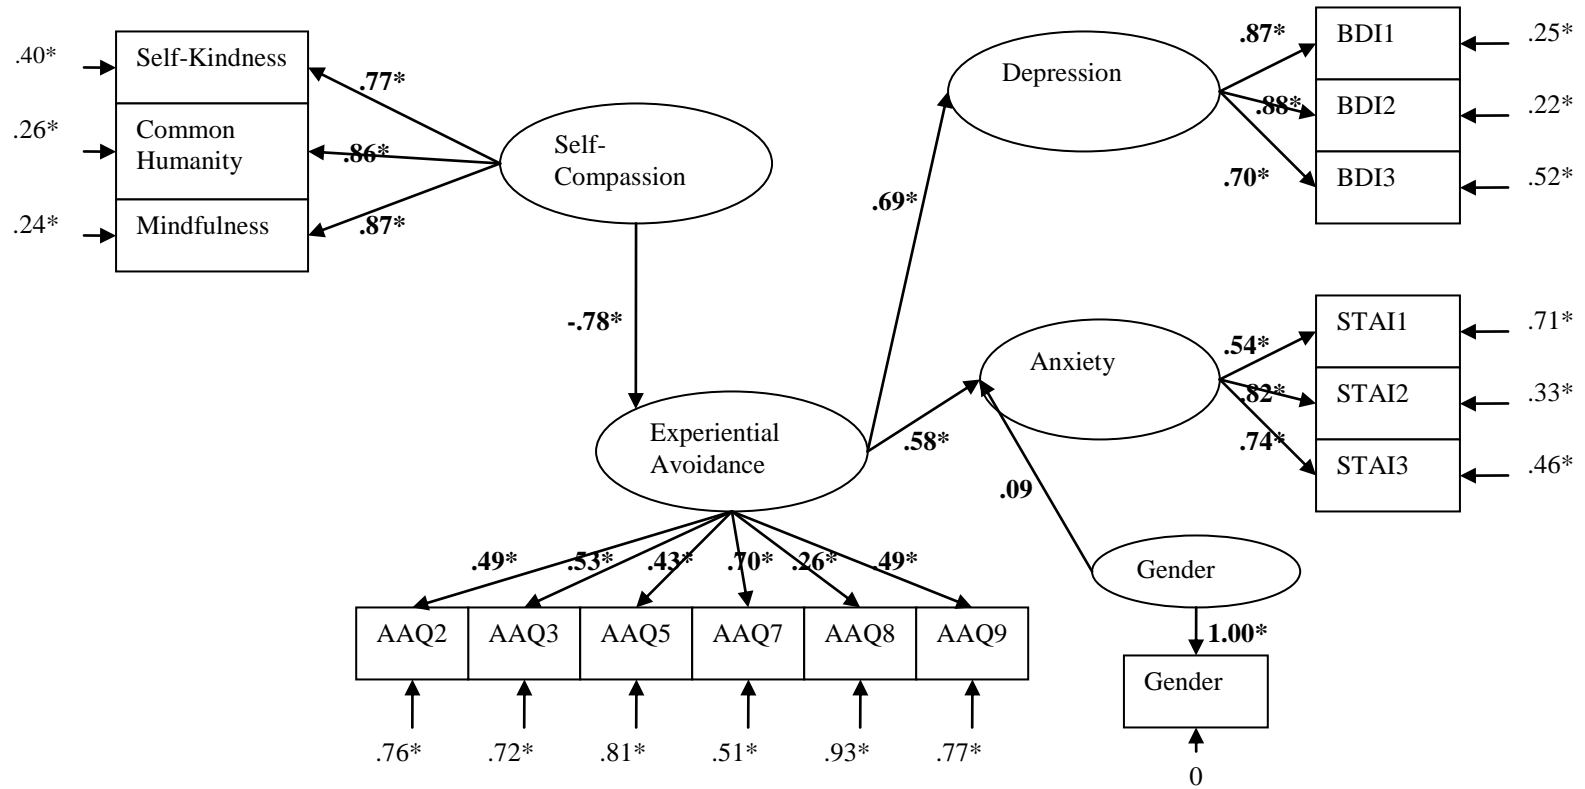 .40*
Self-Kindness
.77*
.26*
Common
Humanity
.86*
.24*
Mindfulness
.87*
Self-
Compassion
-.78*
Experiential
Avoidance
.69*
.58*
Depression
.87*
BDI1
.25*
.88*
BDI2
.22*
.70*
BDI3
.52*
Anxiety
.54*
STAI1
.71*
.82*
STAI2
.33*
.74*
STAI3
.46*
.09
Gender
1.00*
Gender
0
.49*
.53*
.43*
.70*
.26*
.49*
AAQ2
AAQ3
AAQ5
AAQ7
AAQ8
AAQ9
.76*
.72*
.81*
.51*
.93*
.77*